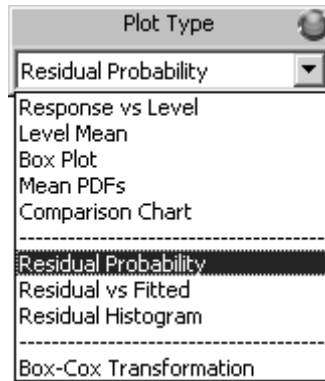 Plot Type
Residual Probability
Response vs Level
Level Mean
Box Plot
Mean PDFs
Comparison Chart
--------------------------------------
Residual Probability
Residual vs Fitted
Residual Histogram
--------------------------------------
Box-Cox Transformation